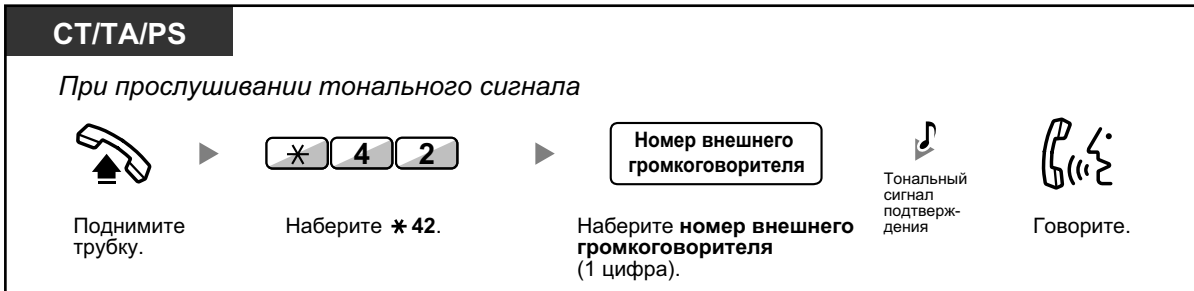 CT/TA/PS
При прослушивании тонального сигнала
* 4 2
Номер внешнего
громкоговорителя
Поднимите
трубку.
Наберите *42.
Наберите номер внешнего
громкоговорителя
(1 цифра).
Тональный
сигнал
подтверж-
дения
Говорите.